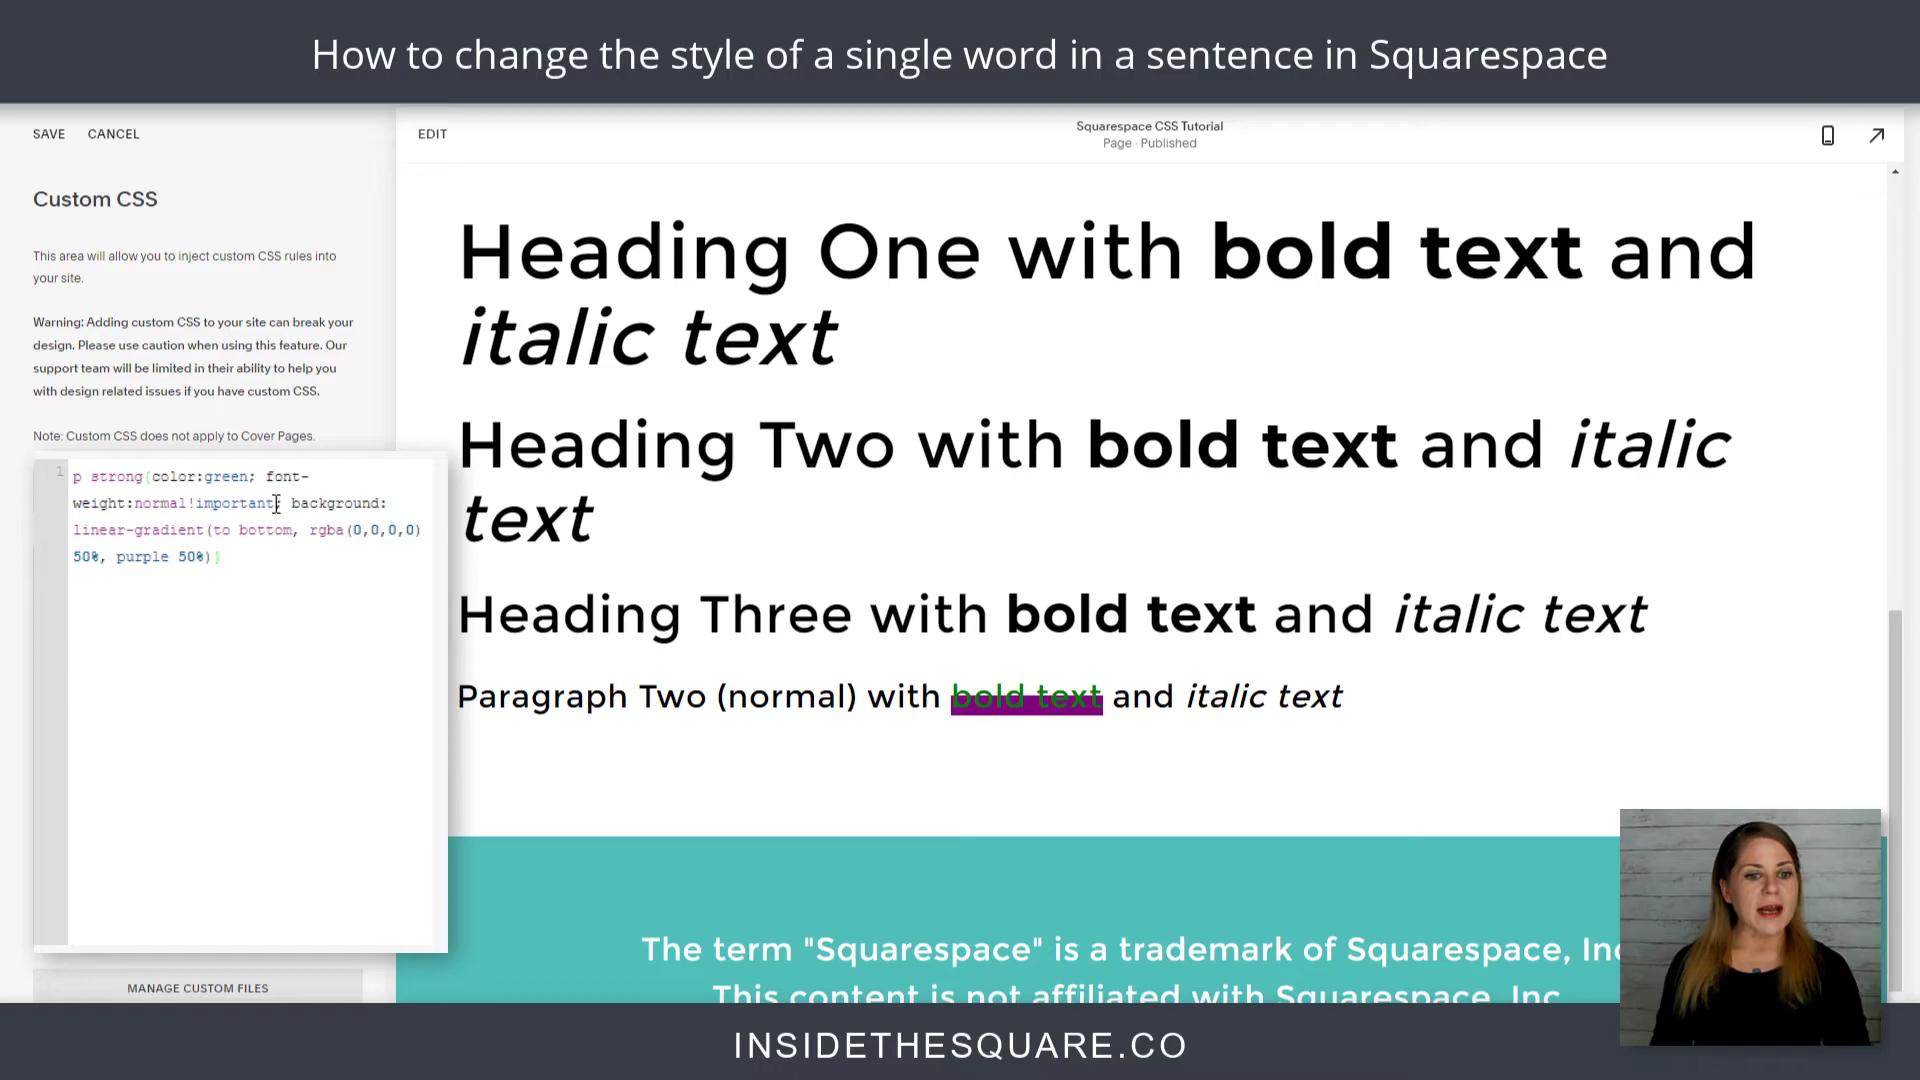 How to change the style of a single word in a sentence in Squarespace
SAVE CANCEL
EDIT
Squarespace CSS Tutorial
Page · Published
Custom CSS
This area will allow you to inject custom CSS rules into
your site.
Warning: Adding custom CSS to your site can break your
design. Please use caution when using this feature. Our
support team will be limited in their ability to help you
with design related issues if you have custom CSS.
Note: Custom CSS does not apply to Cover Pages.
1
p strong{color:green; font-
weight:normal!important; background:
linear-gradient(to bottom, rgba(0,0,0,0)
50%, purple 50%)}
MANAGE CUSTOM FILES
Heading One with bold text and
italic text
Heading Two with bold text and italic
text
Heading Three with bold text and italic text
Paragraph Two (normal) with bold text and italic text
The term "Squarespace" is a trademark of Squarespace, Inc
This content is not affiliated with Squarespace, Inc
INSIDETHESQUARE.CO